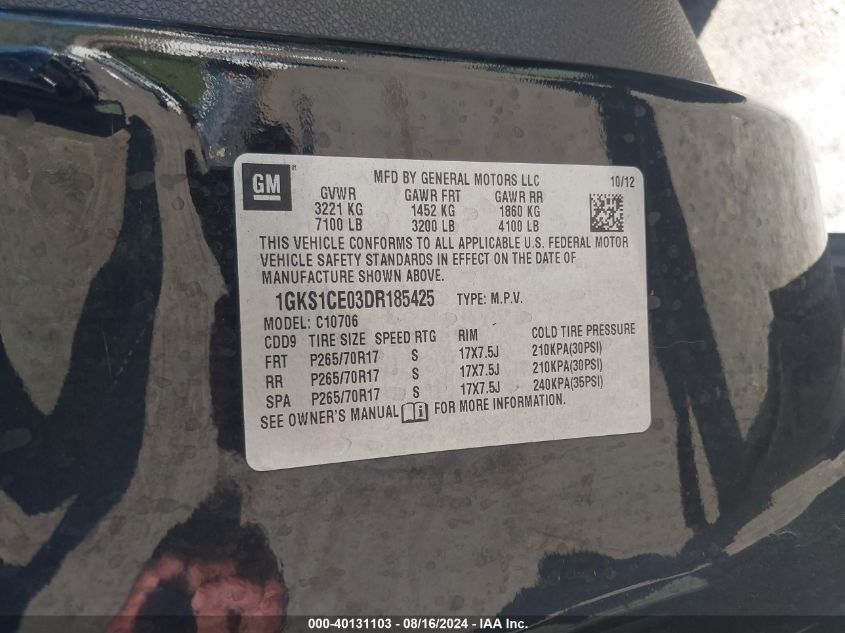 GM
MFD BY GENERAL MOTORS LLC 10/12
GVWR GAWR FRT GAWR RR
3221 KG 1452 KG 1860 KG
7100 LB 3200 LB 4100 LB
THIS VEHICLE CONFORMS TO ALL APPLICABLE U.S. FEDERAL MOTOR
VEHICLE SAFETY STANDARDS IN EFFECT ON THE DATE OF
MANUFACTURE SHOWN ABOVE.
1GKS1CE03DR185425 TYPE: M.P.V.
MODEL: C10706
CDD9 TIRE SIZE SPEED RTG RIM COLD TIRE PRESSURE
FRT P265/70R17 S 17X7.5J 210KPA(30PSI)
RR P265/70R17 S 17X7.5J 210KPA(30PSI)
SPA P265/70R17 S 17X7.5J 240KPA(35PSI)
SEE OWNER'S MANUAL i FOR MORE INFORMATION.
000-40131103 - 08/16/2024 - IAA Inc.